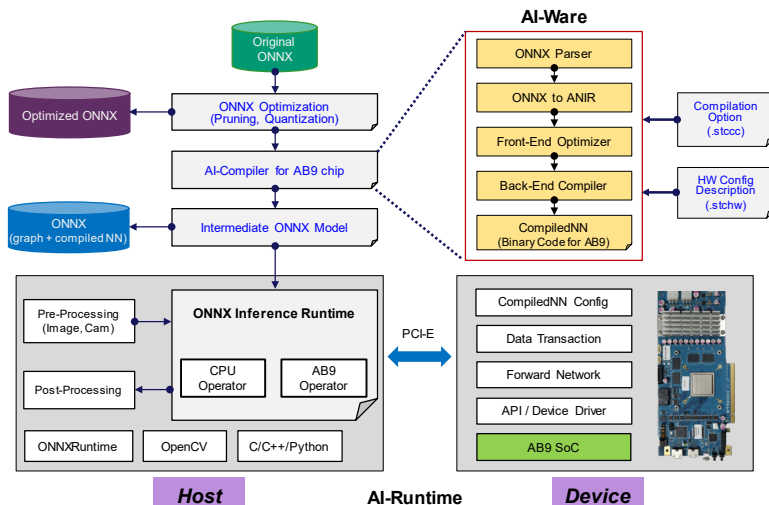 AI-Ware
Original
ONNX
ONNX Parser
Optimized ONNX
ONNX Optimization
(Pruning, Quantization)
ONNX to ANIR
Compilation
Option
(.stccc)
Front-End Optimizer
AI-Compiler for AB9 chip
Back-End Compiler
HW Config
Description
(.stchw)
ONNX
(graph + compiled NN)
Intermediate ONNX Model
CompiledNN
(Binary Code for AB9)
Pre-Processing
(Image, Cam)
ONNX Inference Runtime
CPU
Operator
AB9
Operator
Post-Processing
ONNXRuntime
OpenCV
C/C++/Python
PCI-E
CompiledNN Config
Data Transaction
Forward Network
API / Device Driver
AB9 SoC
Host
AI-Runtime
Device